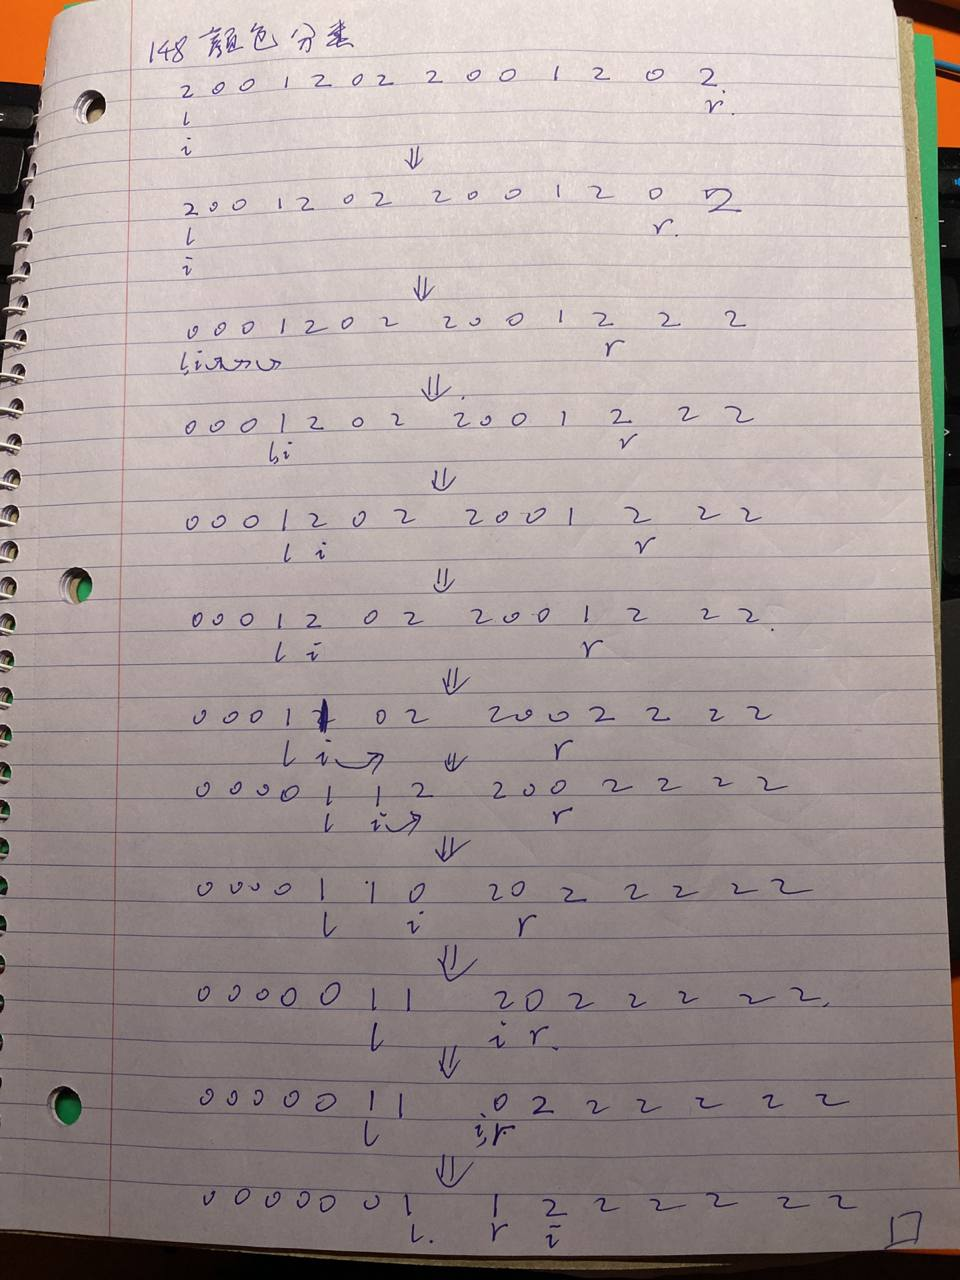 148 颜色分类
2 0 0 1 2 0 2 2 0 0 1 2 0 2.
l r.
i
⇓
2 0 0 1 2 0 2 2 0 0 1 2 0 2
l r.
i
⇓
0 0 0 1 2 0 2 2 0 0 1 2 2 2
l,i r
⇓.
0 0 0 1 2 0 2 2 0 0 1 2 2 2
l,i r
⇓
0 0 0 1 2 0 2 2 0 0 1 2 2 2
l i r
⇓
0 0 0 1 2 0 2 2 0 0 1 2 2 2.
l i r
⇓
0 0 0 1 1 0 2 2 0 0 2 2 2 2
l i r
⇓
0 0 0 0 1 1 2 2 0 0 2 2 2 2
l i r
⇓
0 0 0 0 1 1 0 2 0 2 2 2 2 2
l i r
⇓
0 0 0 0 0 1 1 2 0 2 2 2 2 2.
l i r.
⇓
0 0 0 0 0 1 1 0 2 2 2 2 2 2
l i,r
⇓
0 0 0 0 0 0 1 1 2 2 2 2 2 2
l. r i □